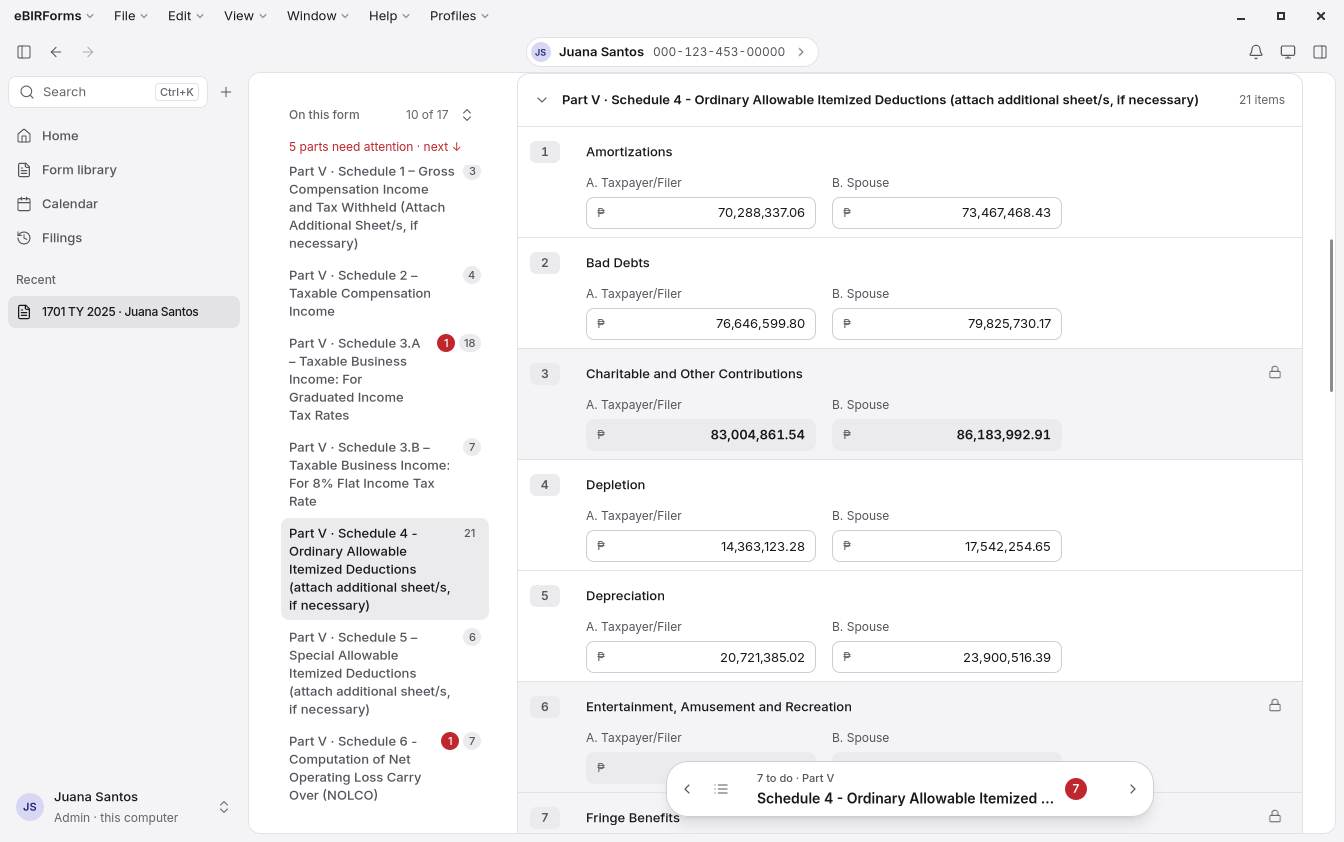 eBIRForms File Edit View Window Help Profiles
JS Juana Santos 000-123-453-00000
Search Ctrl+K
Home
Form library
Calendar
Filings
Recent
1701 TY 2025 · Juana Santos
JS Juana Santos
Admin · this computer
On this form 10 of 17
5 parts need attention · next ↓
Part V · Schedule 1 – Gross 3
Compensation Income
and Tax Withheld (Attach
Additional Sheet/s, if
necessary)
Part V · Schedule 2 – 4
Taxable Compensation
Income
Part V · Schedule 3.A 1 18
– Taxable Business
Income: For
Graduated Income
Tax Rates
Part V · Schedule 3.B – 7
Taxable Business Income:
For 8% Flat Income Tax
Rate
Part V · Schedule 4 - 21
Ordinary Allowable
Itemized Deductions
(attach additional sheet/s,
if necessary)
Part V · Schedule 5 – 6
Special Allowable
Itemized Deductions
(attach additional sheet/s,
if necessary)
Part V · Schedule 6 - 1 7
Computation of Net
Operating Loss Carry
Over (NOLCO)
Part V · Schedule 4 - Ordinary Allowable Itemized Deductions (attach additional sheet/s, if necessary) 21 items
1 Amortizations
A. Taxpayer/Filer B. Spouse
₱ 70,288,337.06 ₱ 73,467,468.43
2 Bad Debts
A. Taxpayer/Filer B. Spouse
₱ 76,646,599.80 ₱ 79,825,730.17
3 Charitable and Other Contributions
A. Taxpayer/Filer B. Spouse
₱ 83,004,861.54 ₱ 86,183,992.91
4 Depletion
A. Taxpayer/Filer B. Spouse
₱ 14,363,123.28 ₱ 17,542,254.65
5 Depreciation
A. Taxpayer/Filer B. Spouse
₱ 20,721,385.02 ₱ 23,900,516.39
6 Entertainment, Amusement and Recreation
A. Taxpayer/Filer B. Spouse
₱
7 Fringe Benefits
7 to do · Part V
Schedule 4 - Ordinary Allowable Itemized ... 7